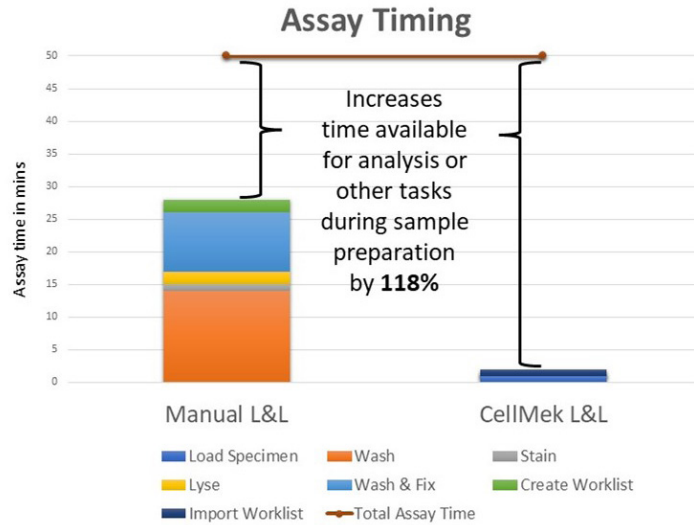 Assay Timing
Assay time in mins
50
45
40
35
30
25
20
15
10
5
0
Increases
time available
for analysis or
other tasks
during sample
preparation
by 118%
Manual L&L
CellMek L&L
Load Specimen
Wash
Stain
Lyse
Wash & Fix
Create Worklist
Import Worklist
Total Assay Time